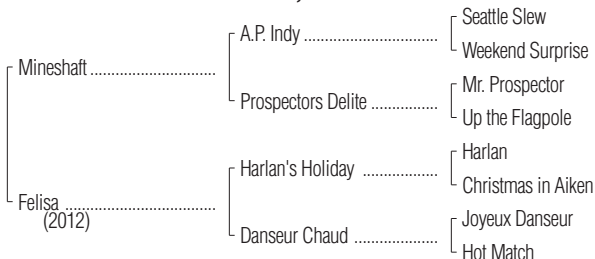 Seattle Slew
A.P. Indy ........................
Weekend Surprise
Mineshaft ......................
Mr. Prospector
Prospectors Delite ............
Up the Flagpole
Harlan
Harlan's Holiday .............
Christmas in Aiken
Felisa ..........................
(2012)
Joyeux Danseur
Danseur Chaud ..............
Hot Match